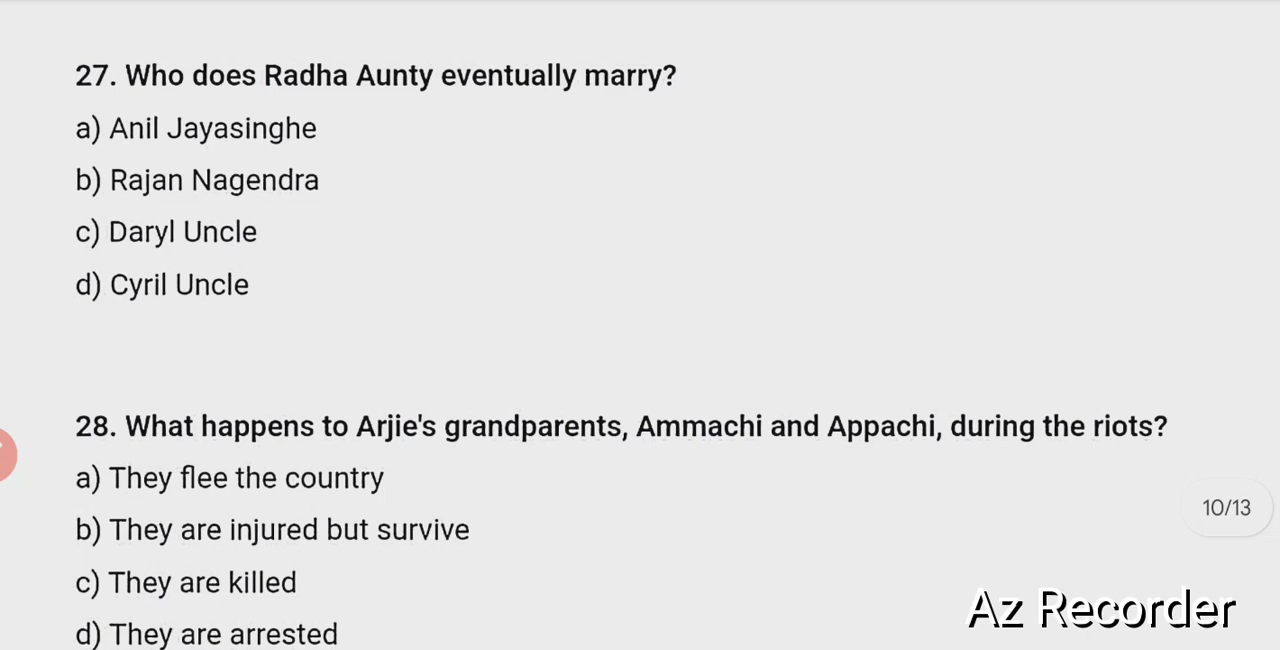 27. Who does Radha Aunty eventually marry?
a) Anil Jayasinghe
b) Rajan Nagendra
c) Daryl Uncle
d) Cyril Uncle
28. What happens to Arjie's grandparents, Ammachi and Appachi, during the riots?
a) They flee the country
10/13
b) They are injured but survive
c) They are killed
Az Recorder
d) They are arrested